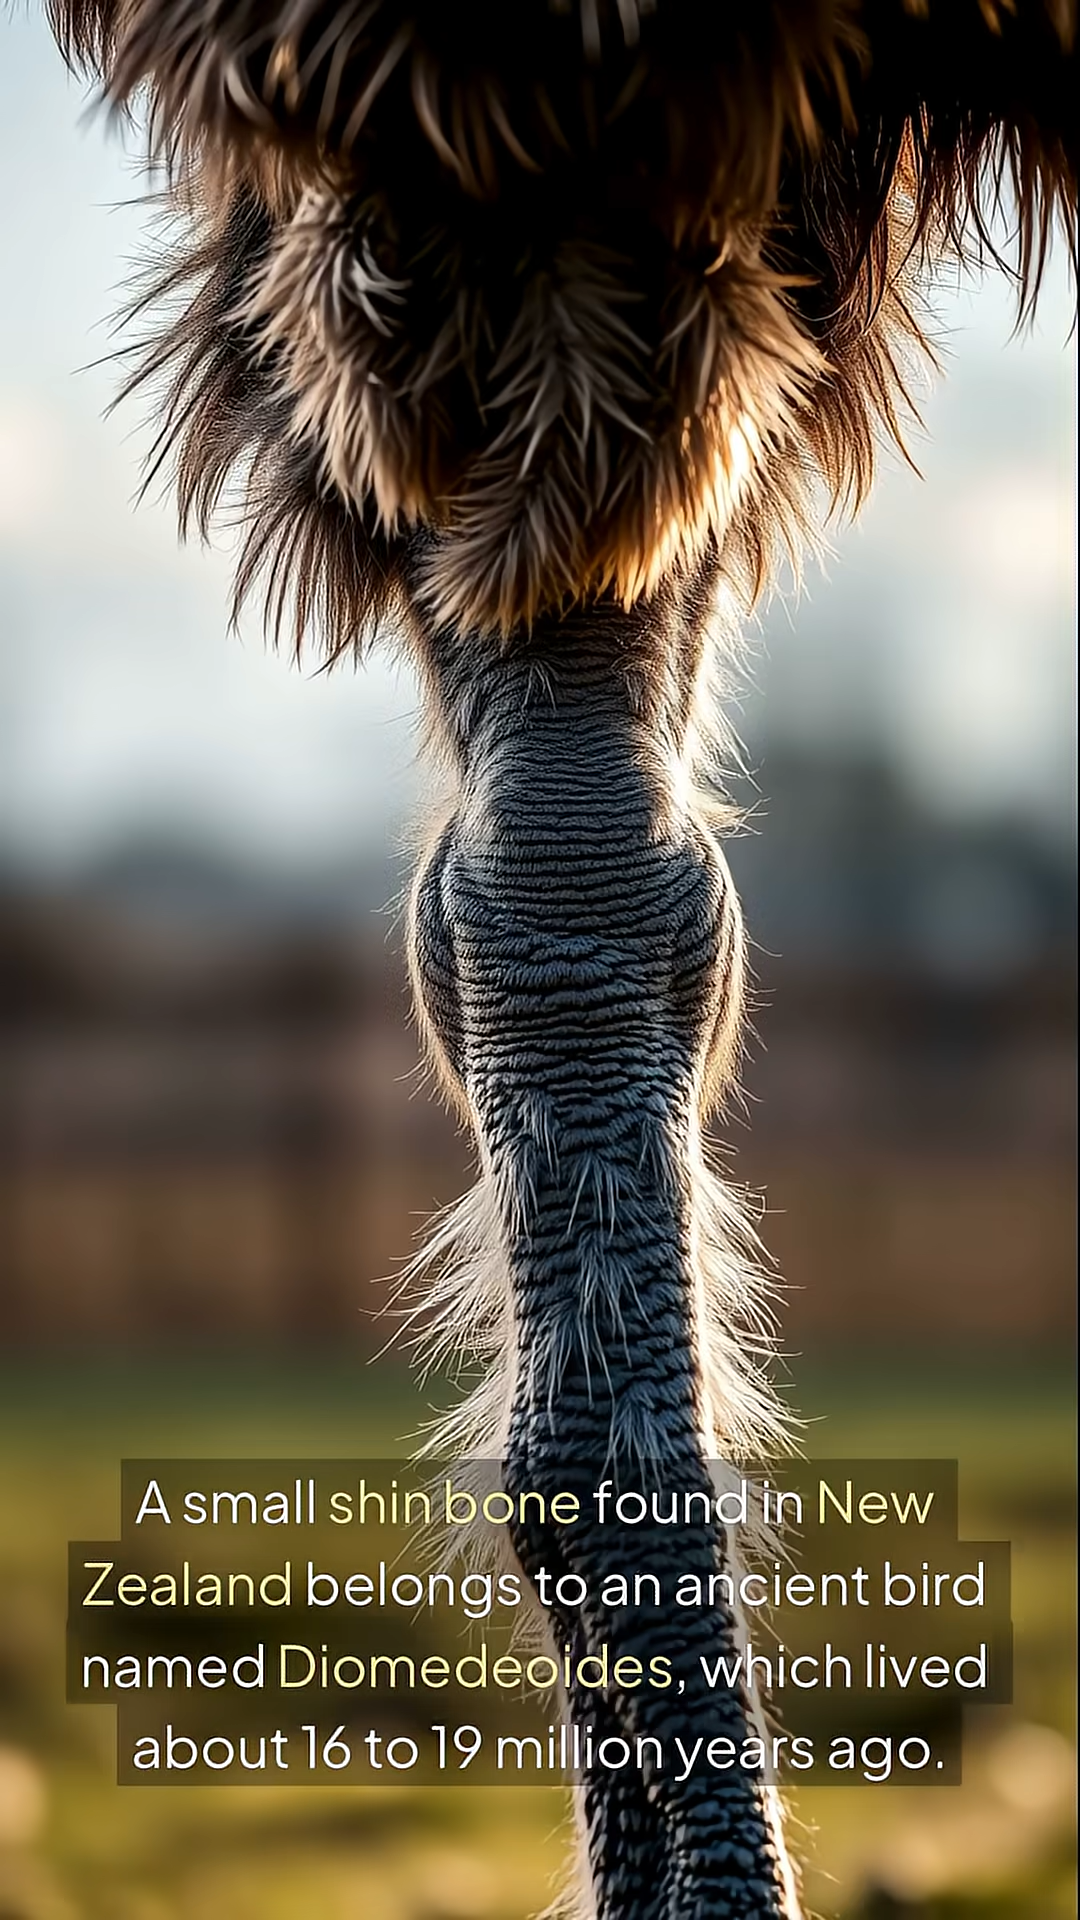 A small shin bone found in New
Zealand belongs to an ancient bird
named Diomedeoides, which lived
about 16 to 19 million years ago.